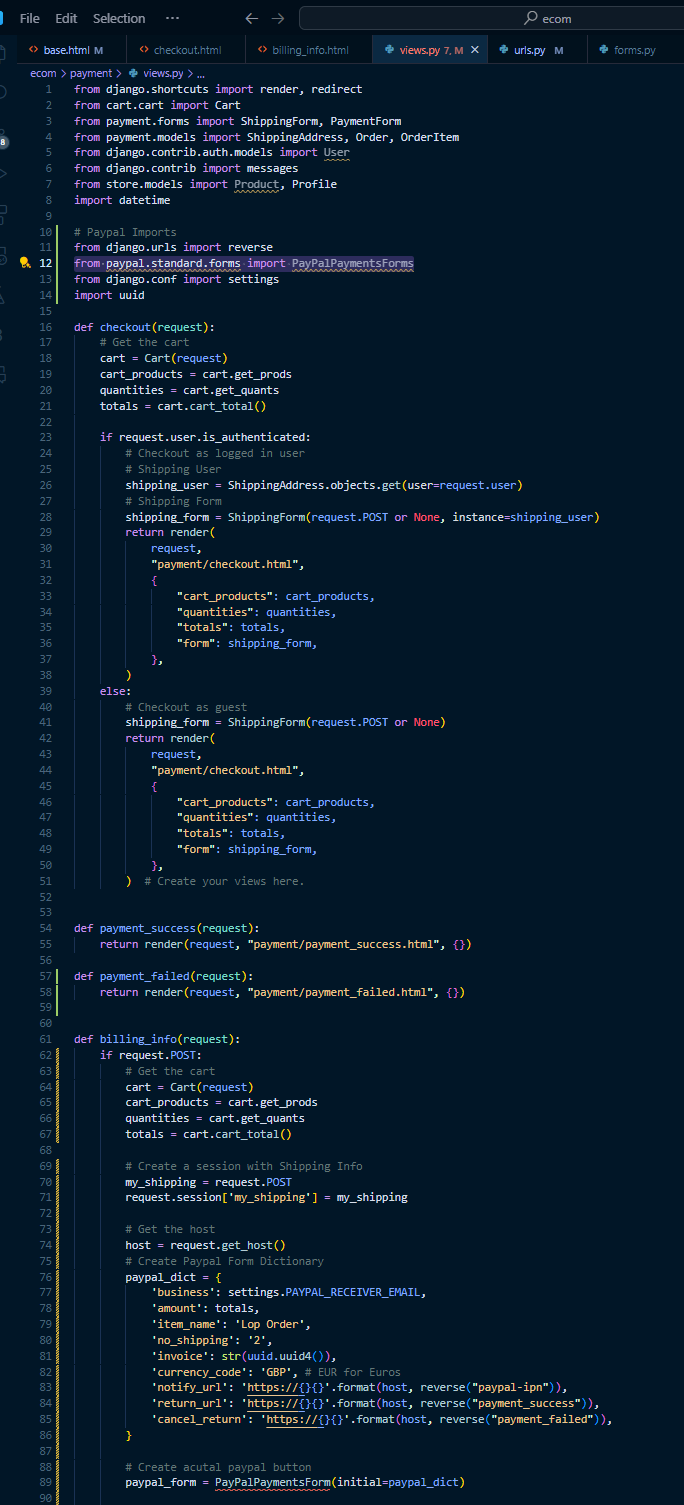 File Edit Selection ··· ecom
base.html M checkout.html billing_info.html views.py 7, M urls.py M forms.py
ecom > payment > views.py > ...
1 from django.shortcuts import render, redirect
2 from cart.cart import Cart
3 from payment.forms import ShippingForm, PaymentForm
4 from payment.models import ShippingAddress, Order, OrderItem
5 from django.contrib.auth.models import User
6 from django.contrib import messages
7 from store.models import Product, Profile
8 import datetime
9
10 # Paypal Imports
11 from django.urls import reverse
12 from paypal.standard.forms import PayPalPaymentsForms
13 from django.conf import settings
14 import uuid
15
16 def checkout(request):
17 # Get the cart
18 cart = Cart(request)
19 cart_products = cart.get_prods
20 quantities = cart.get_quants
21 totals = cart.cart_total()
22
23 if request.user.is_authenticated:
24 # Checkout as logged in user
25 # Shipping User
26 shipping_user = ShippingAddress.objects.get(user=request.user)
27 # Shipping Form
28 shipping_form = ShippingForm(request.POST or None, instance=shipping_user)
29 return render(
30 request,
31 "payment/checkout.html",
32 {
33 "cart_products": cart_products,
34 "quantities": quantities,
35 "totals": totals,
36 "form": shipping_form,
37 },
38 )
39 else:
40 # Checkout as guest
41 shipping_form = ShippingForm(request.POST or None)
42 return render(
43 request,
44 "payment/checkout.html",
45 {
46 "cart_products": cart_products,
47 "quantities": quantities,
48 "totals": totals,
49 "form": shipping_form,
50 },
51 ) # Create your views here.
52
53
54 def payment_success(request):
55 return render(request, "payment/payment_success.html", {})
56
57 def payment_failed(request):
58 return render(request, "payment/payment_failed.html", {})
59
60
61 def billing_info(request):
62 if request.POST:
63 # Get the cart
64 cart = Cart(request)
65 cart_products = cart.get_prods
66 quantities = cart.get_quants
67 totals = cart.cart_total()
68
69 # Create a session with Shipping Info
70 my_shipping = request.POST
71 request.session['my_shipping'] = my_shipping
72
73 # Get the host
74 host = request.get_host()
75 # Create Paypal Form Dictionary
76 paypal_dict = {
77 'business': settings.PAYPAL_RECEIVER_EMAIL,
78 'amount': totals,
79 'item_name': 'Lop Order',
80 'no_shipping': '2',
81 'invoice': str(uuid.uuid4()),
82 'currency_code': 'GBP', # EUR for Euros
83 'notify_url': 'https://{}{}'.format(host, reverse("paypal-ipn")),
84 'return_url': 'https://{}{}'.format(host, reverse("payment_success")),
85 'cancel_return': 'https://{}{}'.format(host, reverse("payment_failed")),
86 }
87
88 # Create acutal paypal button
89 paypal_form = PayPalPaymentsForm(initial=paypal_dict)
90